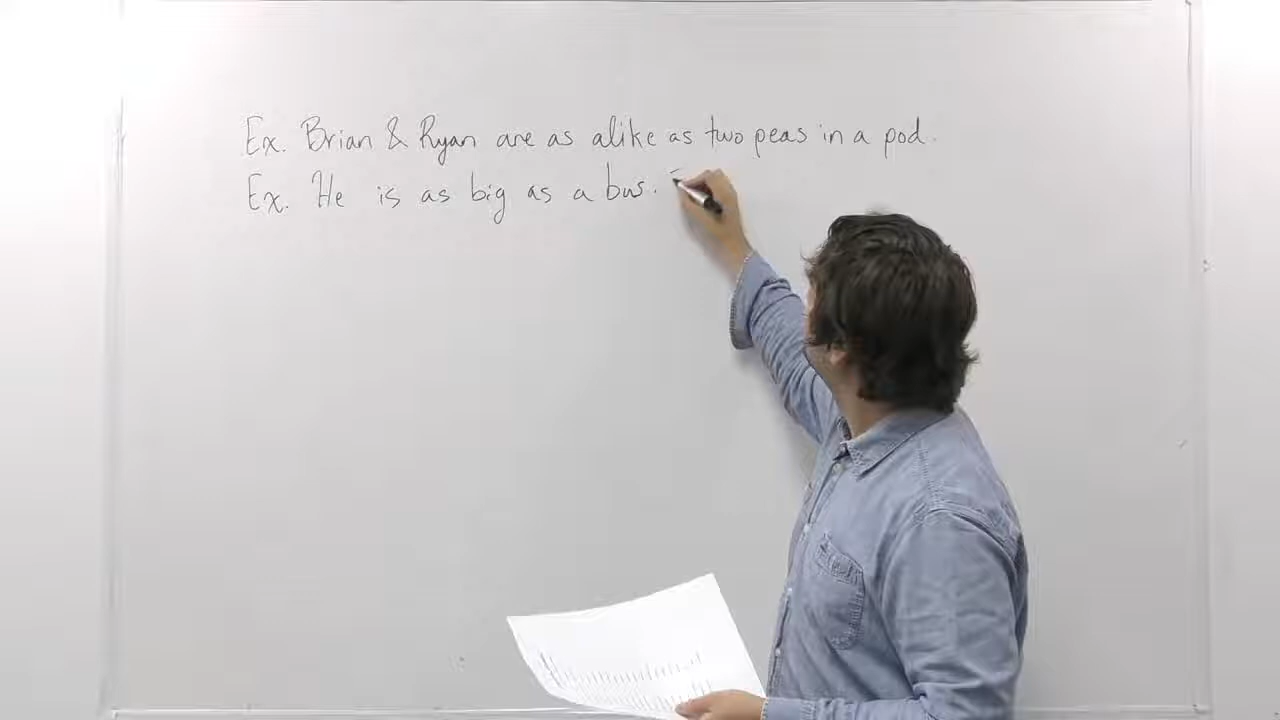 Ex. Brian & Ryan are as alike as two peas in a pod.
Ex. He is as big as a bus.